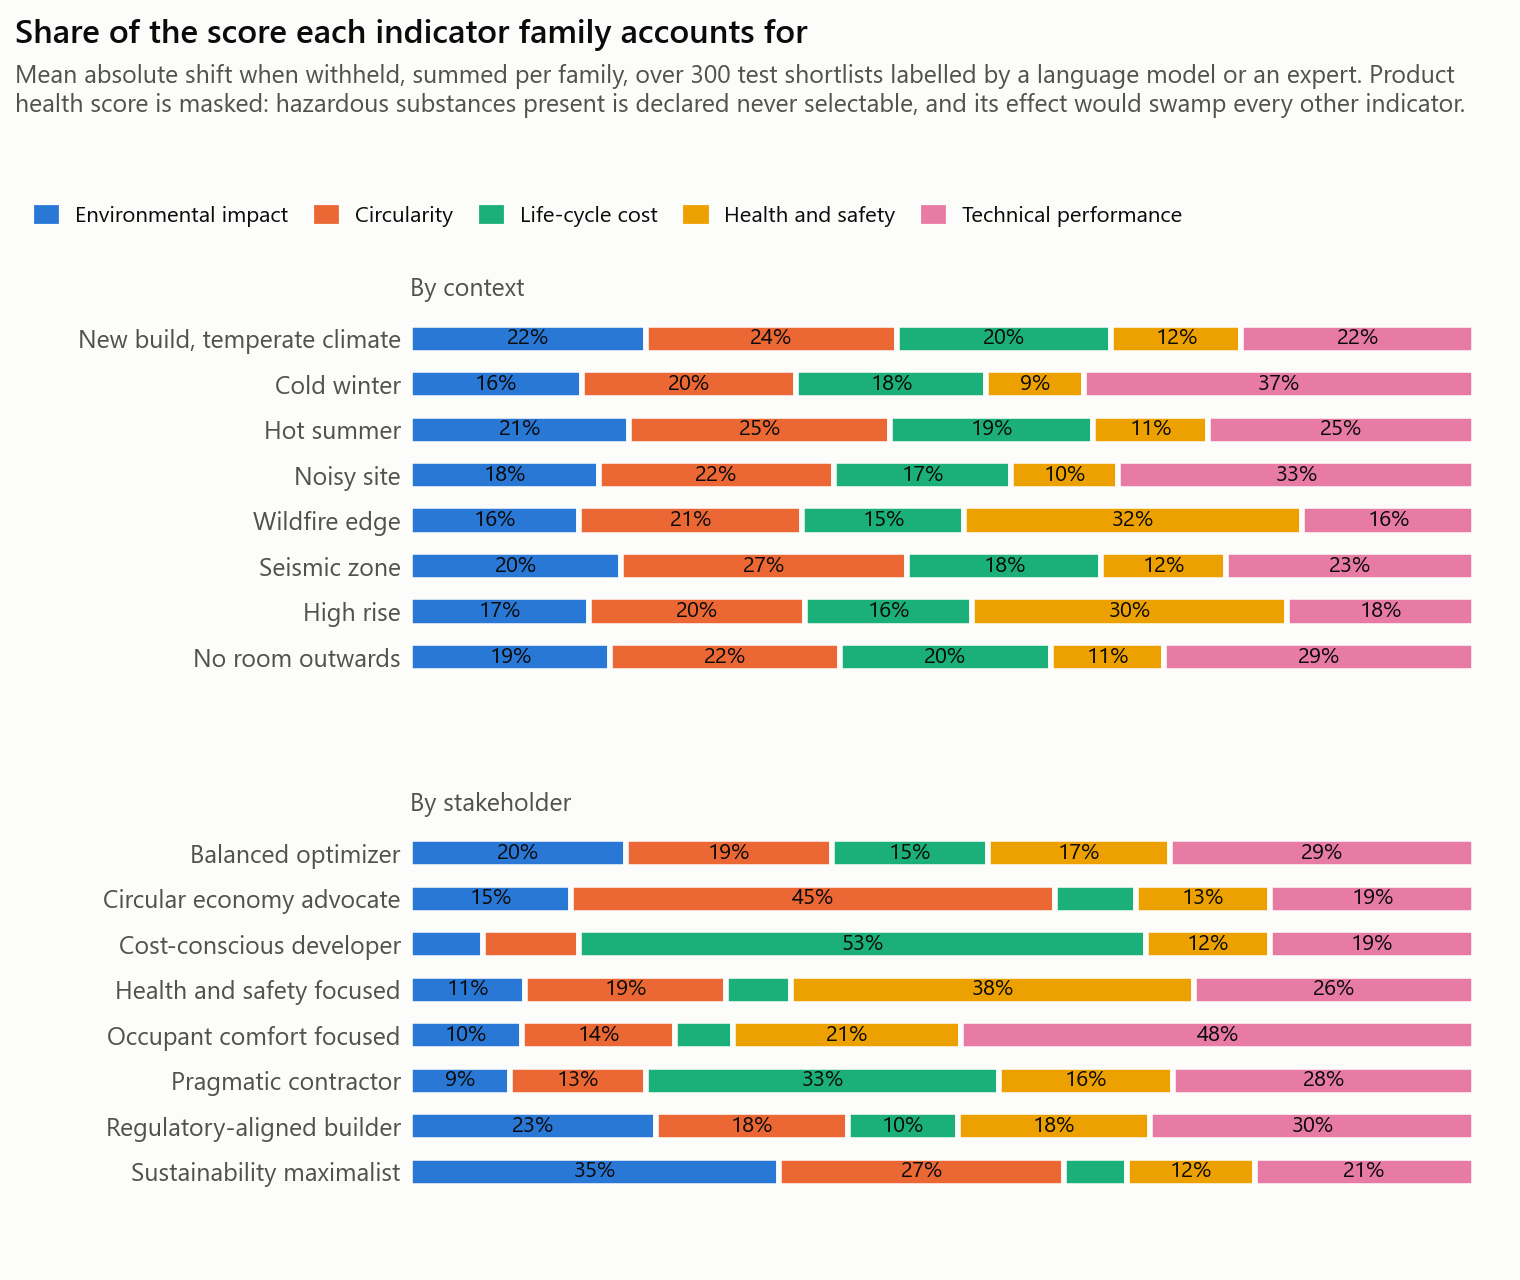 Share of the score each indicator family accounts for
Mean absolute shift when withheld, summed per family, over 300 test shortlists labelled by a language model or an expert. Product
health score is masked: hazardous substances present is declared never selectable, and its effect would swamp every other indicator.
Environmental impact Circularity Life-cycle cost Health and safety Technical performance
By context
New build, temperate climate 22% 24% 20% 12% 22%
Cold winter 16% 20% 18% 9% 37%
Hot summer 21% 25% 19% 11% 25%
Noisy site 18% 22% 17% 10% 33%
Wildfire edge 16% 21% 15% 32% 16%
Seismic zone 20% 27% 18% 12% 23%
High rise 17% 20% 16% 30% 18%
No room outwards 19% 22% 20% 11% 29%
By stakeholder
Balanced optimizer 20% 19% 15% 17% 29%
Circular economy advocate 15% 45% 13% 19%
Cost-conscious developer 53% 12% 19%
Health and safety focused 11% 19% 38% 26%
Occupant comfort focused 10% 14% 21% 48%
Pragmatic contractor 9% 13% 33% 16% 28%
Regulatory-aligned builder 23% 18% 10% 18% 30%
Sustainability maximalist 35% 27% 12% 21%